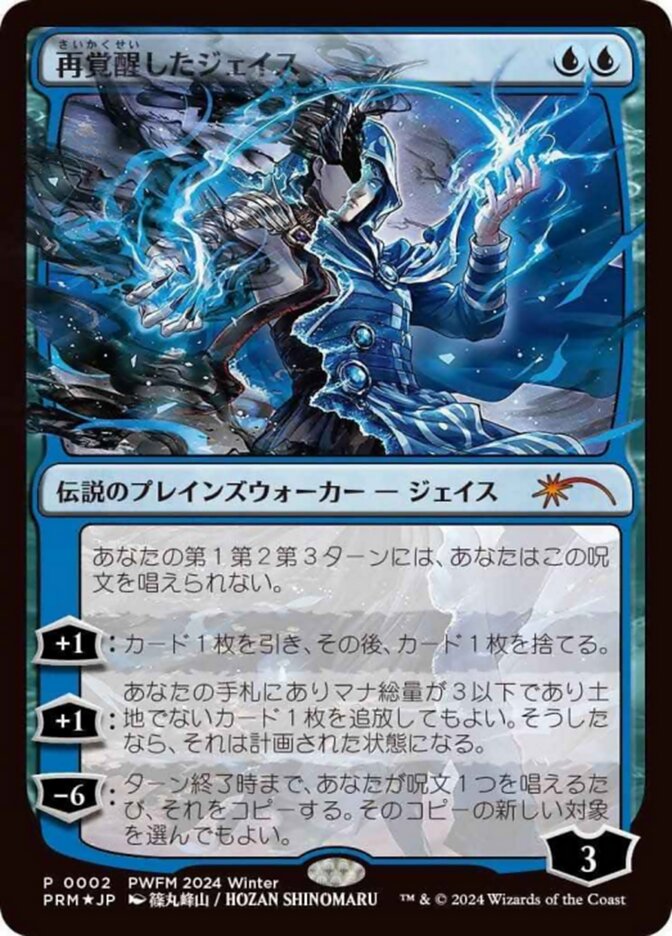 さいかくせい
再覚醒したジェイス
伝説のプレインズウォーカー — ジェイス
あなたの第1第2第3ターンには、あなたはこの呪
文を唱えられない。
+1:カード1枚を引き、その後、カード1枚を捨てる。
あなたの手札にありマナ総量が3以下であり土
+1:地でないカード1枚を追放してもよい。そうした
なら、それは計画された状態になる。
ターン終了時まで、あなたが呪文1つを唱えるた
-6:び、それをコピーする。そのコピーの新しい対象
を選んでもよい。
3
P 0002 PWFM 2024 Winter
PRM★JP 篠丸峰山 / HOZAN SHINOMARU ™ & © 2024 Wizards of the Coast